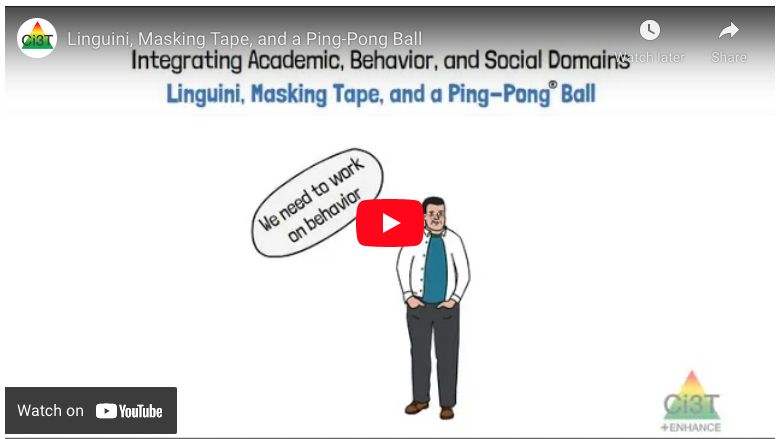 Ci3T
Linguini, Masking Tape, and a Ping-Pong Ball
Watch later
Share
Integrating Academic, Behavior, and Social Domains
Linguini, Masking Tape, and a Ping-Pong® Ball
We need to work
on behavior
Watch on YouTube
Ci3T
+ENHANCE